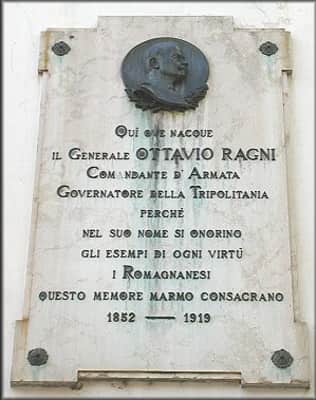 QUI OVE NACQUE
IL GENERALE OTTAVIO RAGNI
COMANDANTE D'ARMATA
GOVERNATORE DELLA TRIPOLITANIA
PERCHÉ
NEL SUO NOME SI ONORINO
GLI ESEMPI DI OGNI VIRTÙ
I ROMAGNANESI
QUESTO MEMORE MARMO CONSACRANO
1852 — 1919